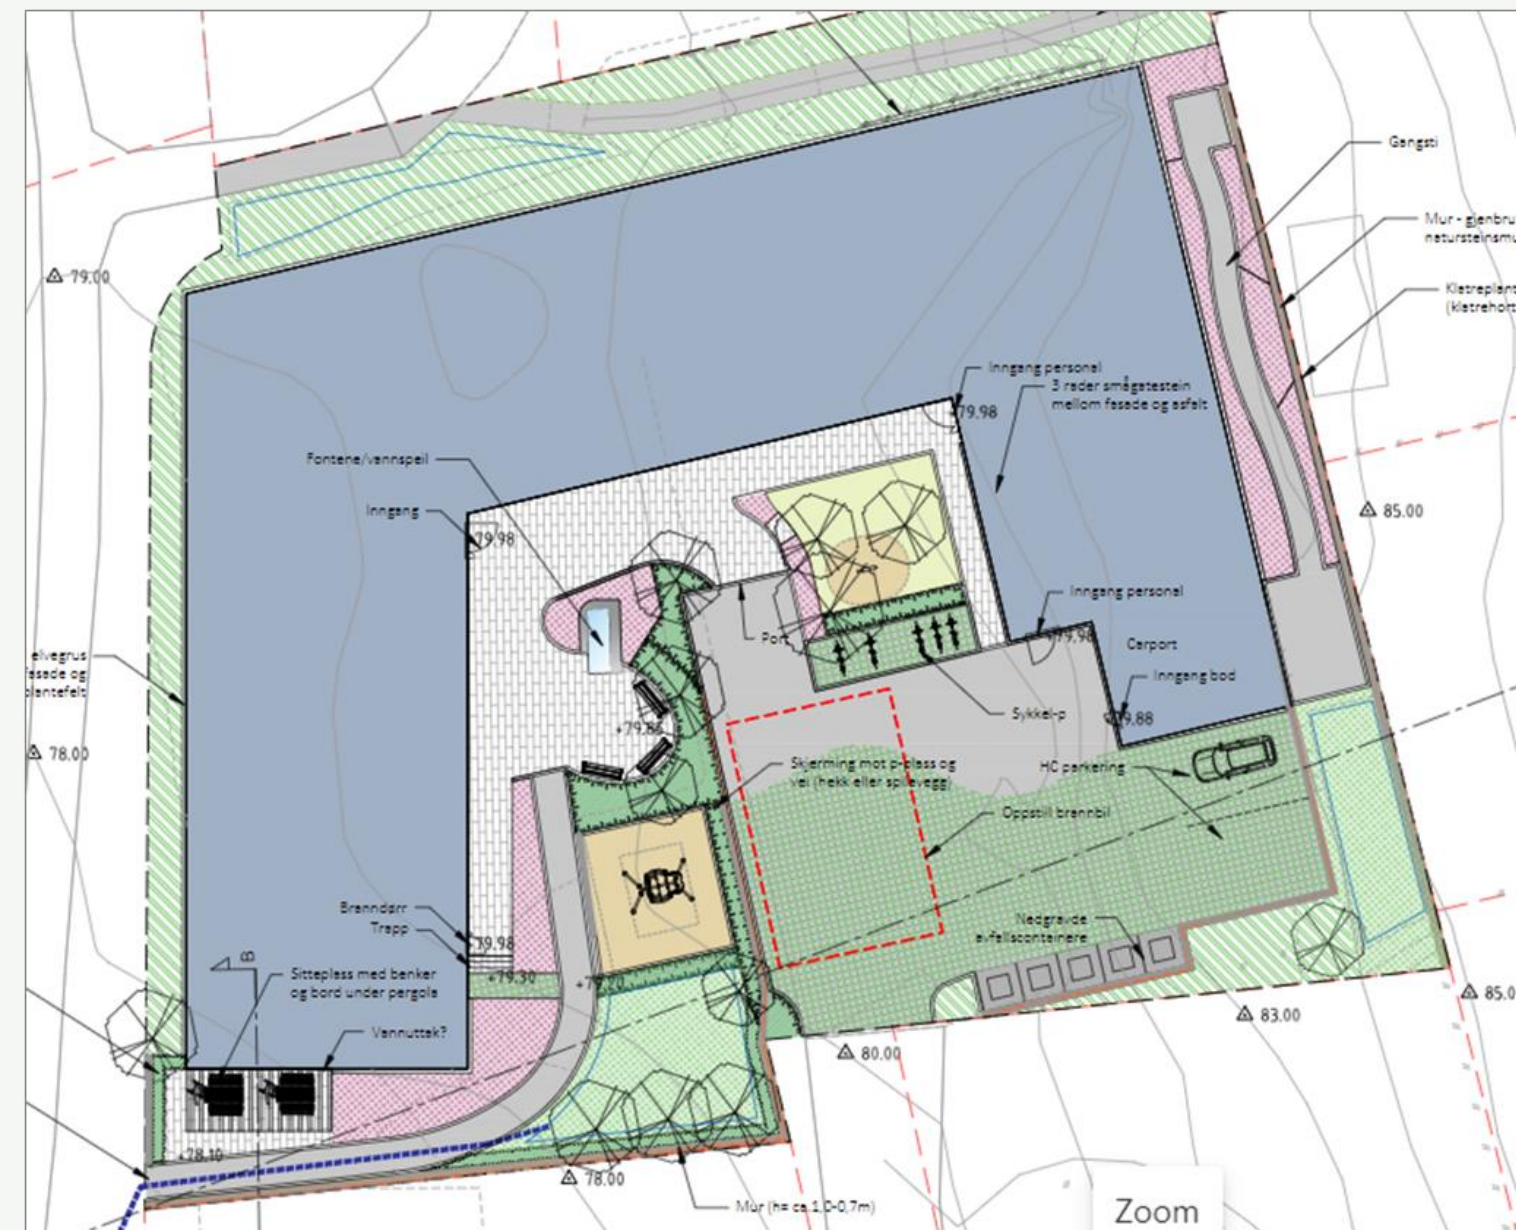 Gangsti
Mur - gjenbru
natursteinsmu
79.00
Klatreplant
(klatrehort
Inngang personal
3 rader smågatestein
mellom fasade og asfalt
79.98
Fontene/vannspeil
Inngang
79.98
85.00
Inngang personal
Port
+79.98
Carport
elvegrus
fasade og
plantefelt
Inngang bod
Sykkel-p
79.88
78.00
Skjerming mot p-plass og
vei (hekk eller spilevegg)
HC parkering
Oppstill brannbil
Branndørr
Trapp
79.98
Nedgravde
avfallscontainere
B
Sitteplass med benker
og bord under pergola
+79.30
85.0
83.00
Vannuttak?
80.00
+78.10
78.00
Mur (h= ca 1,0-0,7m)
Zoom